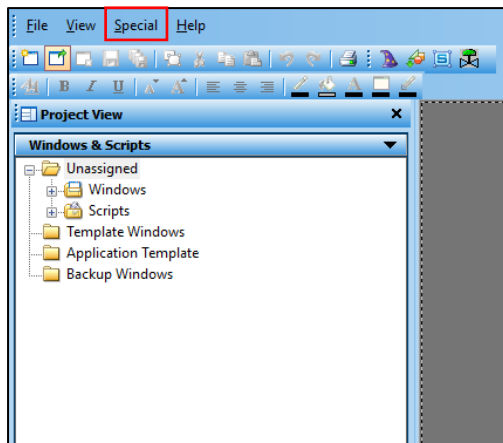 File View Special Help
B I U A A A
Project View
Windows & Scripts
Unassigned
Windows
Scripts
Template Windows
Application Template
Backup Windows